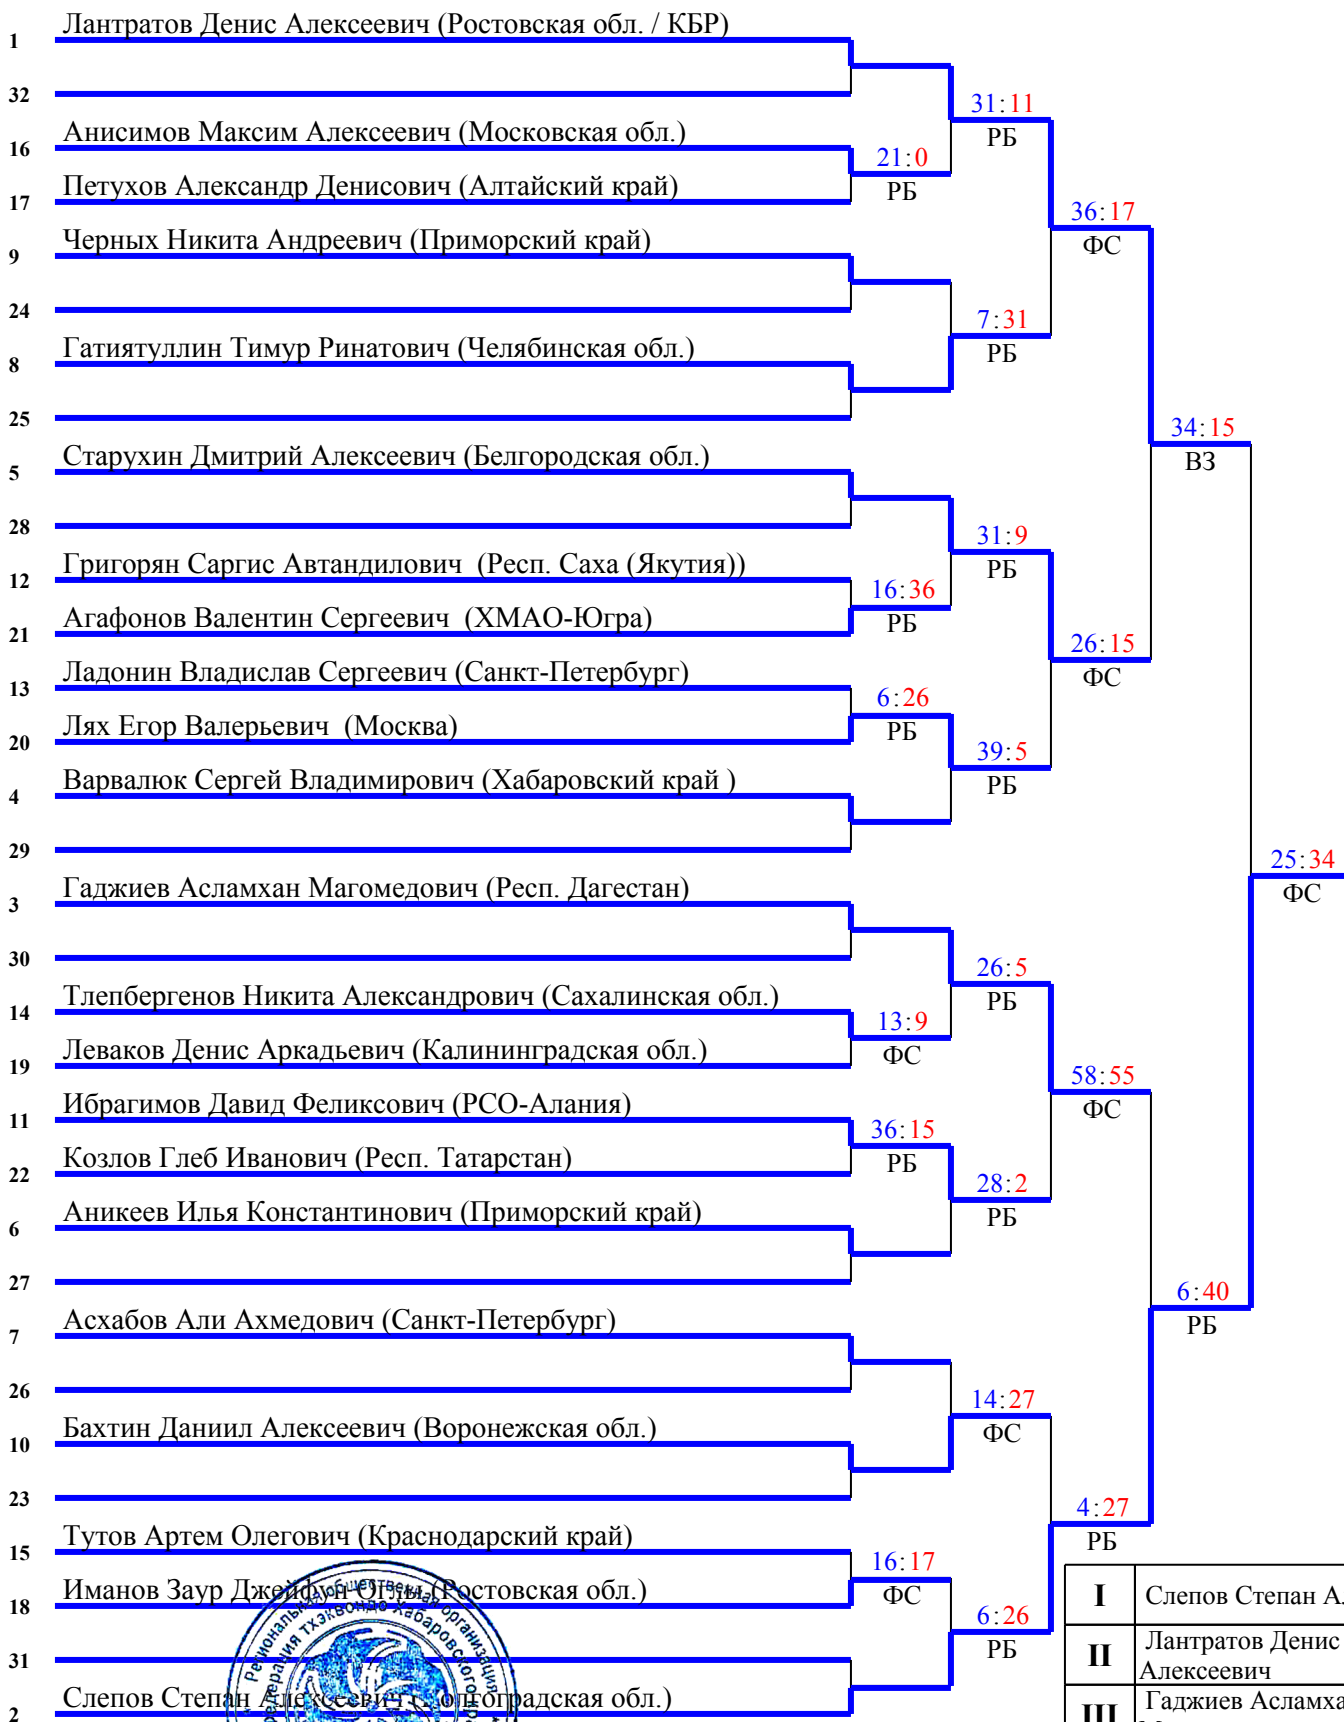 Лантратов Денис Алексеевич (Ростовская обл. / КБР)
1
32
31:11
РБ
Анисимов Максим Алексеевич (Московская обл.)
16
21:0
РБ
Петухов Александр Денисович (Алтайский край)
17
36:17
ФС
Черных Никита Андреевич (Приморский край)
9
24
7:31
РБ
Гатиятуллин Тимур Ринатович (Челябинская обл.)
8
25
34:15
ВЗ
Старухин Дмитрий Алексеевич (Белгородская обл.)
5
28
31:9
РБ
Григорян Саргис Автандилович (Респ. Саха (Якутия))
12
16:36
РБ
Агафонов Валентин Сергеевич (ХМАО-Югра)
21
26:15
ФС
Ладонин Владислав Сергеевич (Санкт-Петербург)
13
6:26
РБ
Лях Егор Валерьевич (Москва)
20
39:5
РБ
Варвалюк Сергей Владимирович (Хабаровский край )
4
29
25:34
ФС
Гаджиев Асламхан Магомедович (Респ. Дагестан)
3
30
26:5
РБ
Тлепбергенов Никита Александрович (Сахалинская обл.)
14
13:9
ФС
Леваков Денис Аркадьевич (Калининградская обл.)
19
58:55
ФС
Ибрагимов Давид Феликсович (РСО-Алания)
11
36:15
РБ
Козлов Глеб Иванович (Респ. Татарстан)
22
28:2
РБ
Аникеев Илья Константинович (Приморский край)
6
27
6:40
РБ
Асхабов Али Ахмедович (Санкт-Петербург)
7
26
14:27
ФС
Бахтин Даниил Алексеевич (Воронежская обл.)
10
23
4:27
РБ
Тутов Артем Олегович (Краснодарский край)
15
16:17
ФС
Иманов Заур Джейфун Оглы (Ростовская обл.)
18
6:26
РБ
31
Слепов Степан Алексеевич (Волгоградская обл.)
2
Региональная общественная организация
Федерация тхэквондо Хабаровского
I Слепов Степан А
II Лантратов Денис
Алексеевич
III Гаджиев Асламха